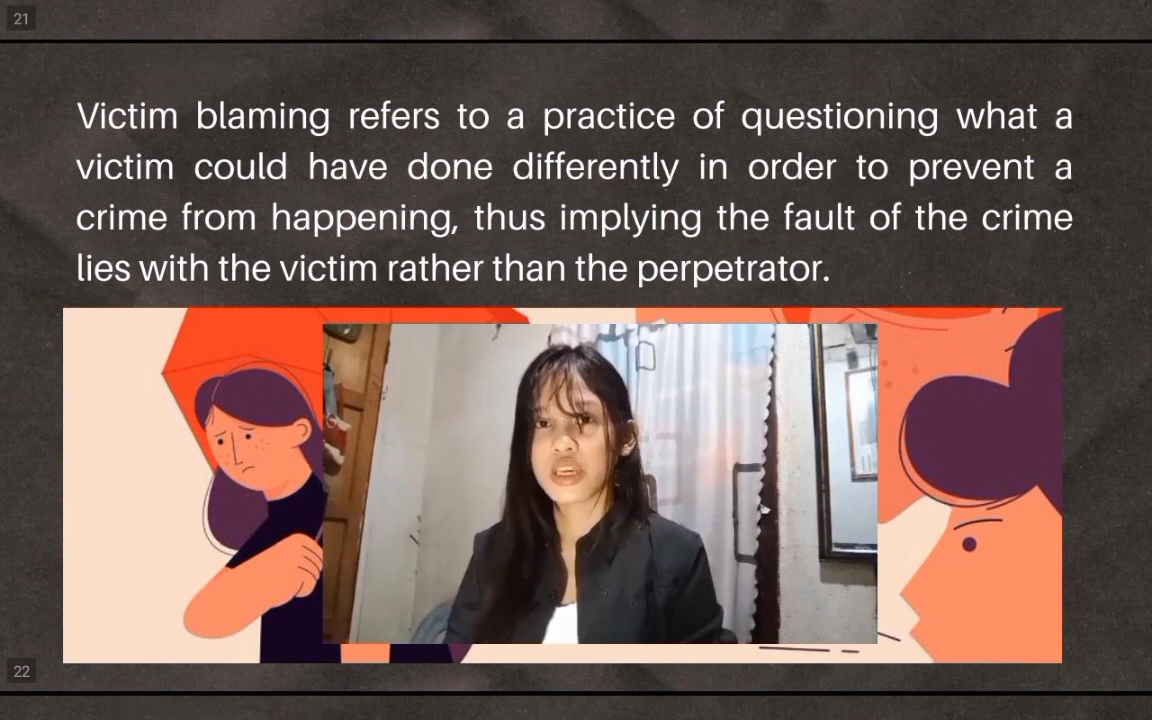 21
Victim blaming refers to a practice of questioning what a
victim could have done differently in order to prevent a
crime from happening, thus implying the fault of the crime
lies with the victim rather than the perpetrator.
22